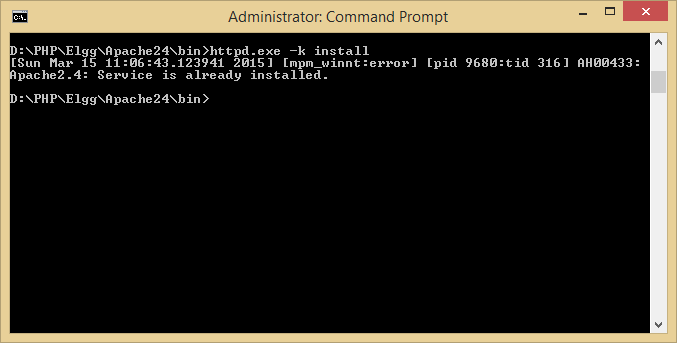 Administrator: Command Prompt
D:\PHP\Elgg\Apache24\bin>httpd.exe -k install
[Sun Mar 15 11:06:43.123941 2015] [mpm_winnt:error] [pid 9680:tid 316] AH00433:
Apache2.4: Service is already installed.
D:\PHP\Elgg\Apache24\bin>